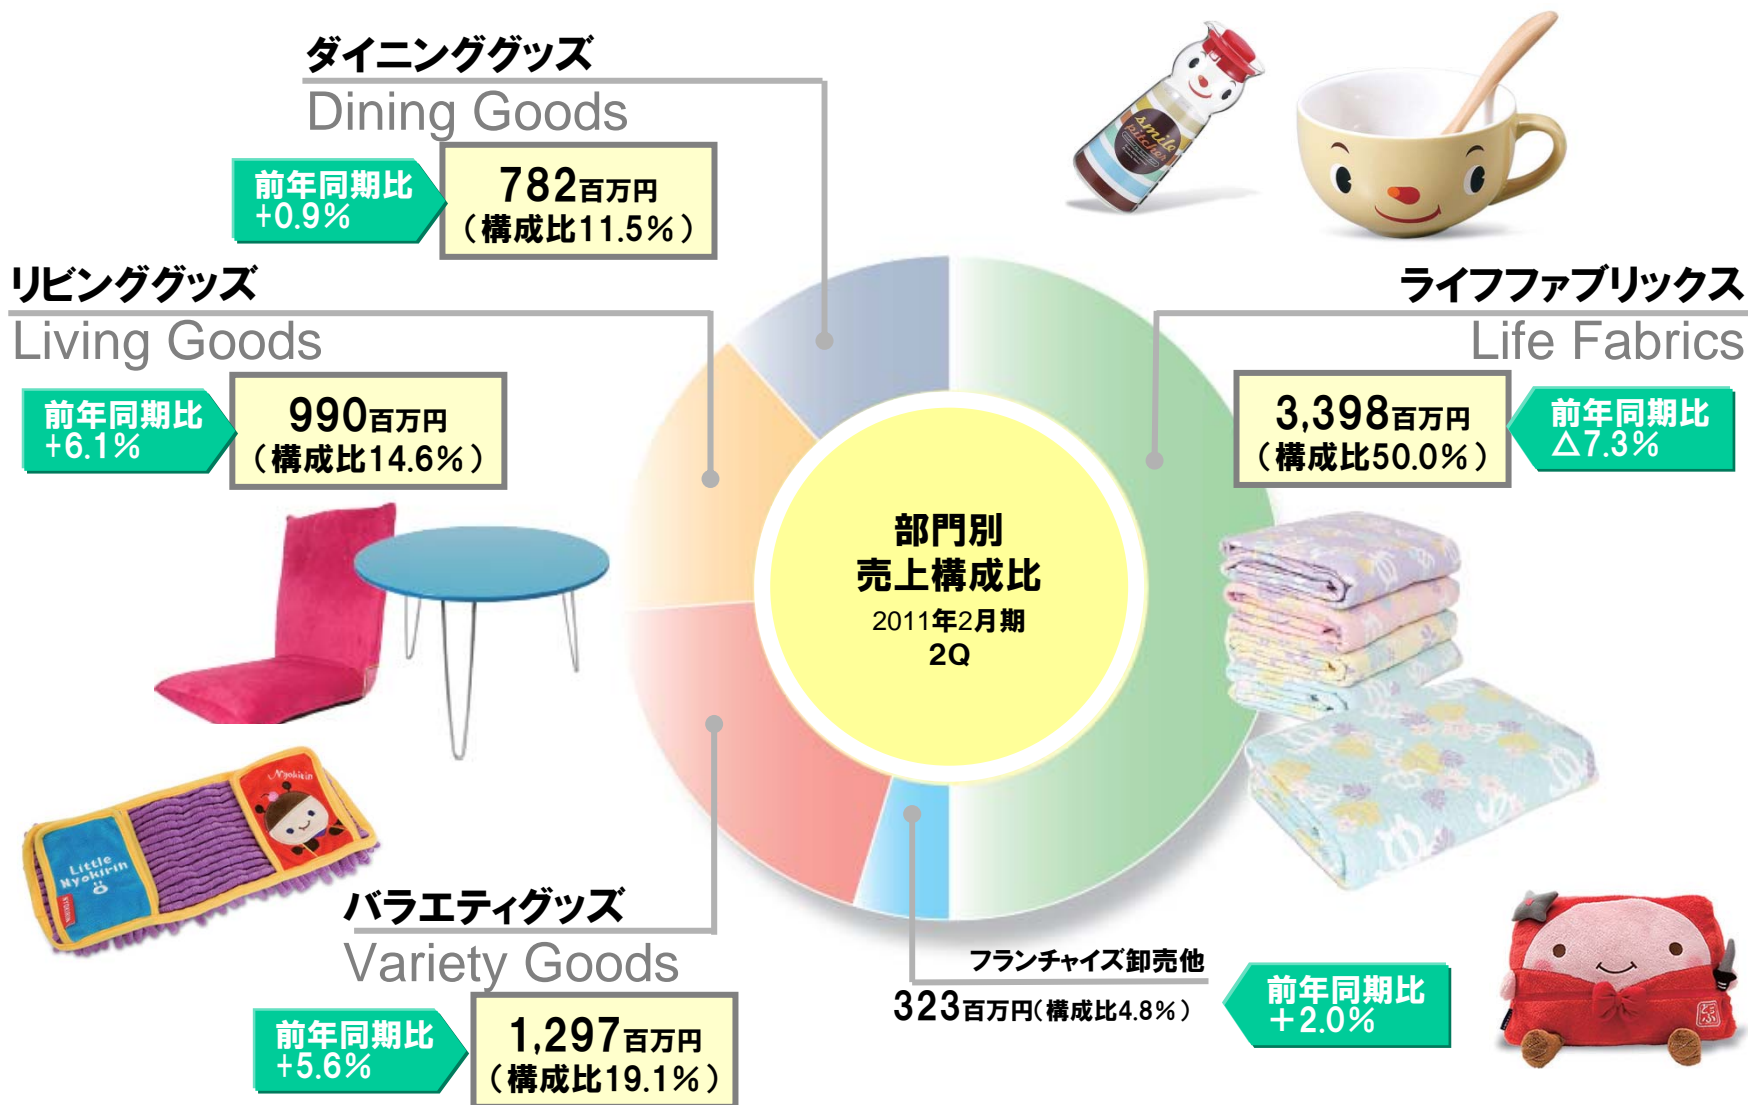 ダイニンググッズ
Dining Goods
前年同期比
+0.9%
782百万円
(構成比11.5%)
リビンググッズ
Living Goods
前年同期比
+6.1%
990百万円
(構成比14.6%)
ライフファブリックス
Life Fabrics
3,398百万円
(構成比50.0%)
前年同期比
△7.3%
部門別
売上構成比
2011年2月期
2Q
smile
pitcher
Nyokirin
Little
Nyokirin
バラエティグッズ
Variety Goods
前年同期比
+5.6%
1,297百万円
(構成比19.1%)
フランチャイズ卸売他
323百万円(構成比4.8%)
前年同期比
+2.0%